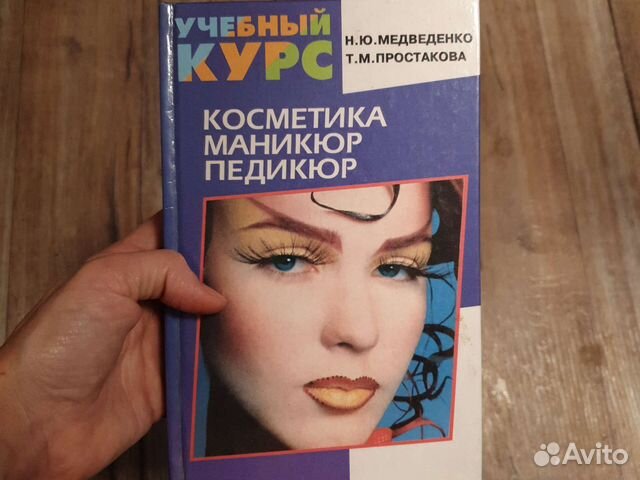 УЧЕБНЫЙ
КУРС
Н.Ю.МЕДВЕДЕНКО
Т.М.ПРОСТАКОВА
КОСМЕТИКА
МАНИКЮР
ПЕДИКЮР
Avito